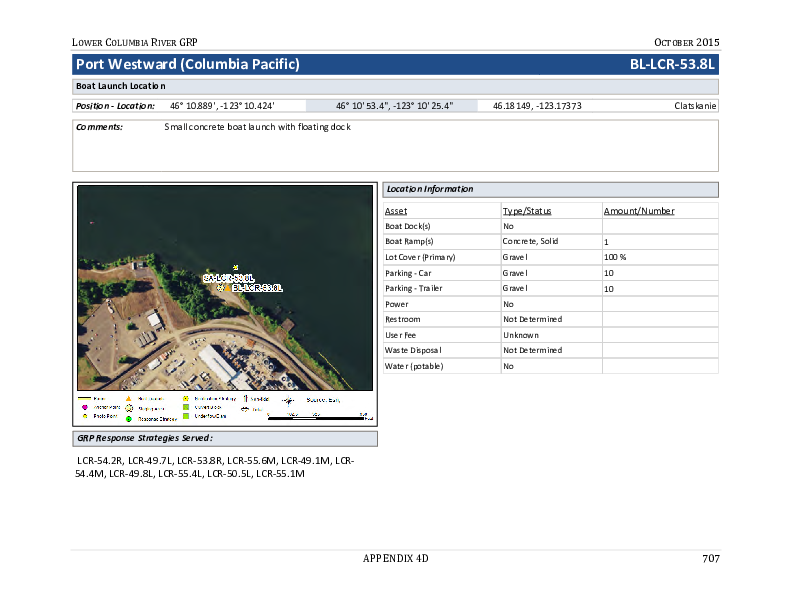 LOWER COLUMBIA RIVER GRP OCTOBER 2015
Port Westward (Columbia Pacific) BL-LCR-53.8L
Boat Launch Location
Position - Location: 46° 10.889', -123° 10.424' 46° 10' 53.4", -123° 10' 25.4" 46.18149, -123.17373 Clatskanie
Comments: Small concrete boat launch with floating dock
Location Information
Asset Type/Status Amount/Number
Boat Dock(s) No
Boat Ramp(s) Concrete, Solid 1
Lot Cover (Primary) Gravel 100 %
Parking - Car Gravel 10
Parking - Trailer Gravel 10
Power No
Restroom Not Determined
User Fee Unknown
Waste Disposal Not Determined
Water (potable) No
BL-LCR-53.8L
Source: Esri,
Response Strategy
GRP Response Strategies Served:
LCR-54.2R, LCR-49.7L, LCR-53.8R, LCR-55.6M, LCR-49.1M, LCR-
54.4M, LCR-49.8L, LCR-55.4L, LCR-50.5L, LCR-55.1M
APPENDIX 4D 707